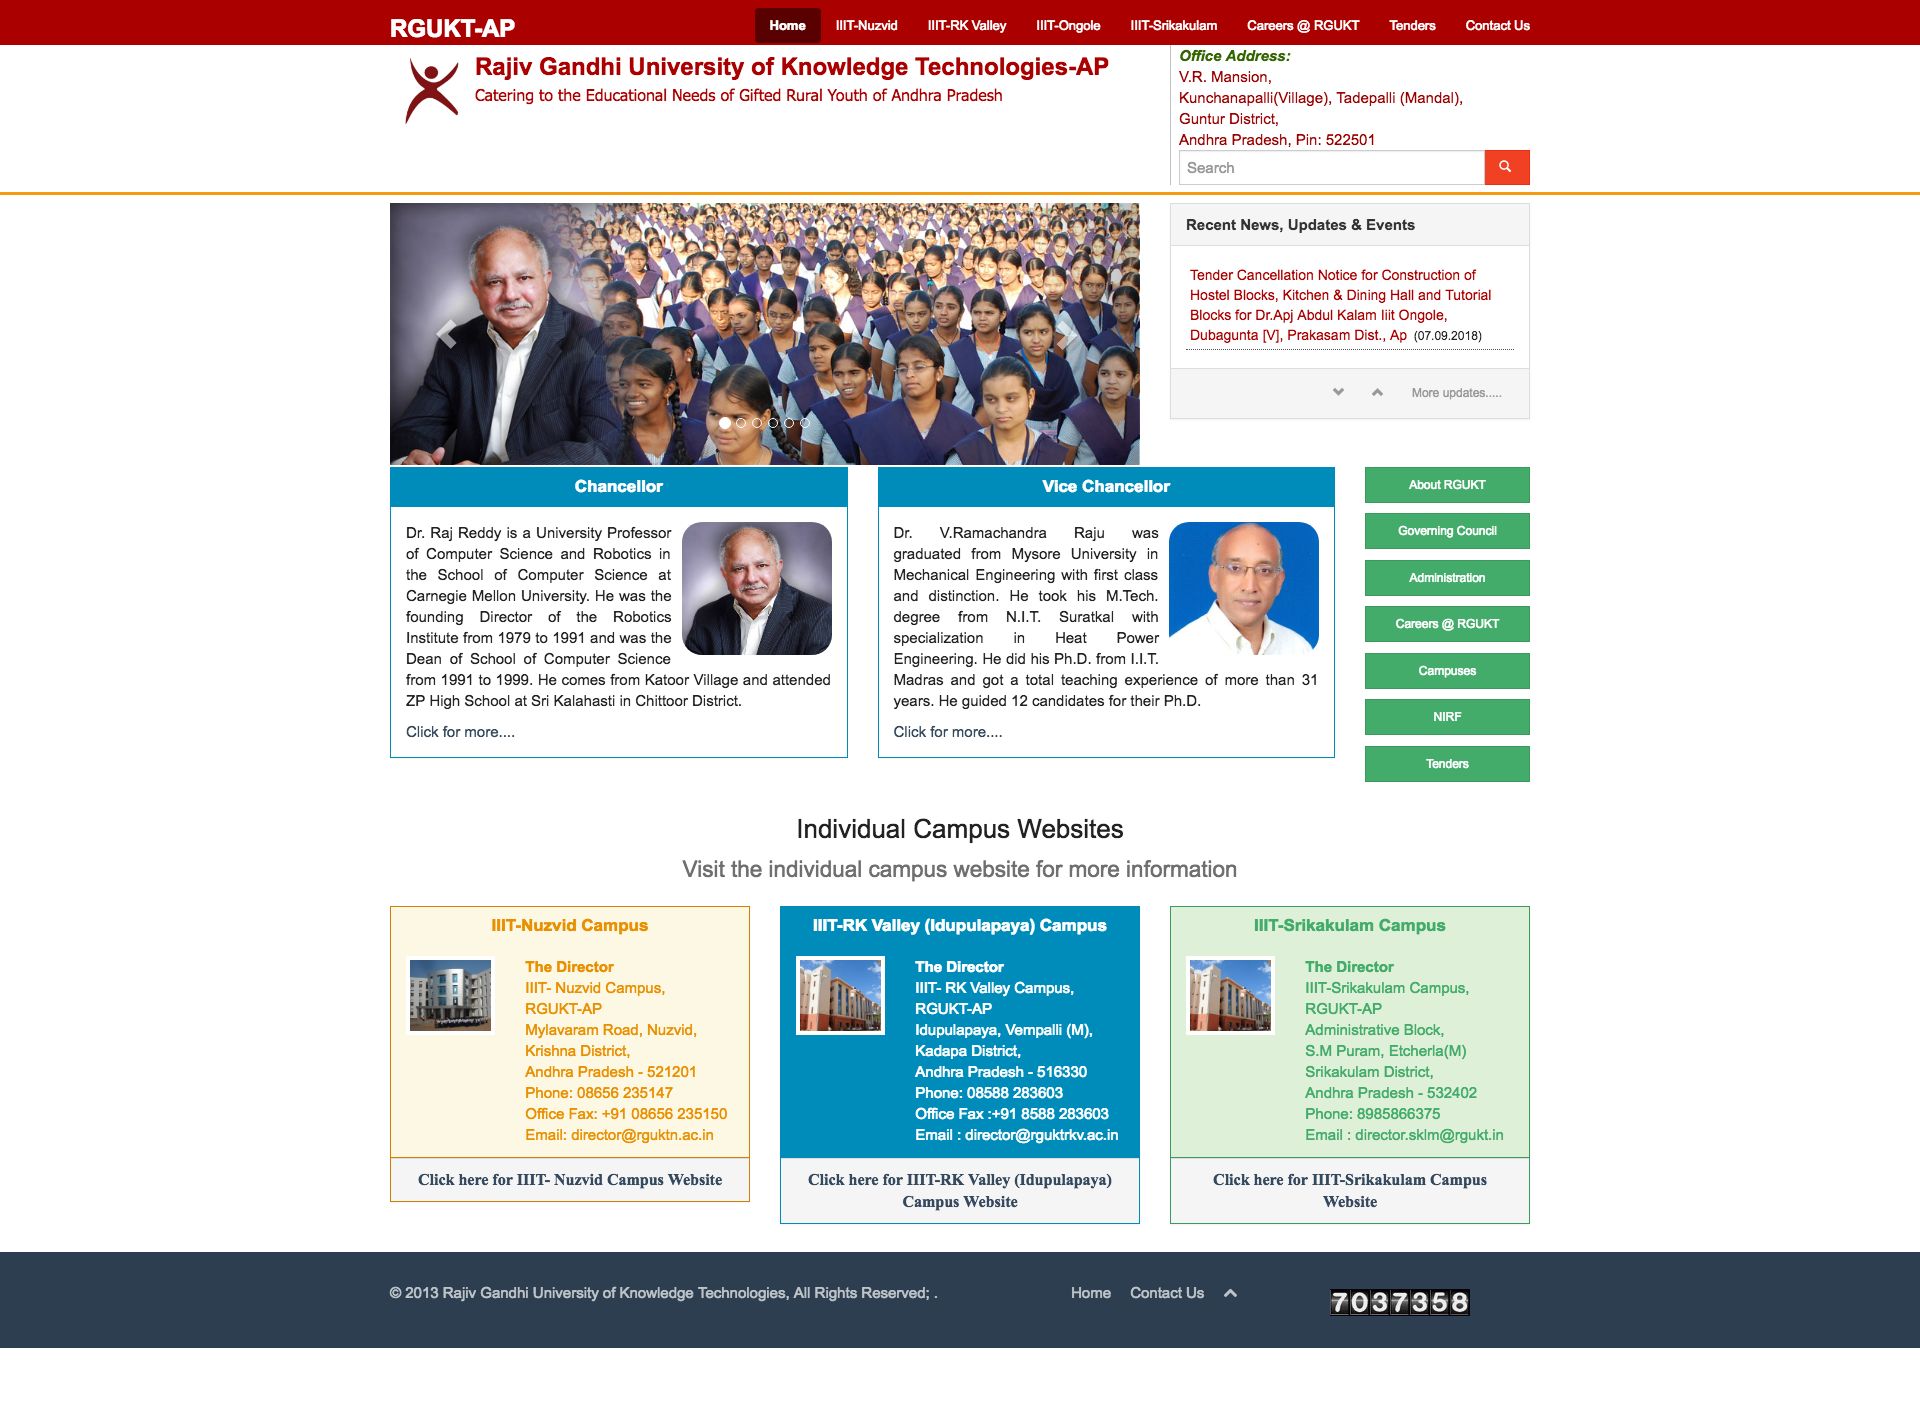 RGUKT-AP
Home IIIT-Nuzvid IIIT-RK Valley IIIT-Ongole IIIT-Srikakulam Careers @ RGUKT Tenders Contact Us
Rajiv Gandhi University of Knowledge Technologies-AP
Catering to the Educational Needs of Gifted Rural Youth of Andhra Pradesh
Office Address:
V.R. Mansion,
Kunchanapalli(Village), Tadepalli (Mandal),
Guntur District,
Andhra Pradesh, Pin: 522501
Search
Recent News, Updates & Events
Tender Cancellation Notice for Construction of
Hostel Blocks, Kitchen & Dining Hall and Tutorial
Blocks for Dr.Apj Abdul Kalam Iiit Ongole,
Dubagunta [V], Prakasam Dist., Ap (07.09.2018)
More updates.....
Chancellor
Dr. Raj Reddy is a University Professor
of Computer Science and Robotics in
the School of Computer Science at
Carnegie Mellon University. He was the
founding Director of the Robotics
Institute from 1979 to 1991 and was the
Dean of School of Computer Science
from 1991 to 1999. He comes from Katoor Village and attended
ZP High School at Sri Kalahasti in Chittoor District.
Click for more....
Vice Chancellor
Dr. V.Ramachandra Raju was
graduated from Mysore University in
Mechanical Engineering with first class
and distinction. He took his M.Tech.
degree from N.I.T. Suratkal with
specialization in Heat Power
Engineering. He did his Ph.D. from I.I.T.
Madras and got a total teaching experience of more than 31
years. He guided 12 candidates for their Ph.D.
Click for more....
About RGUKT
Governing Council
Administration
Careers @ RGUKT
Campuses
NIRF
Tenders
Individual Campus Websites
Visit the individual campus website for more information
IIIT-Nuzvid Campus
The Director
IIIT- Nuzvid Campus,
RGUKT-AP
Mylavaram Road, Nuzvid,
Krishna District,
Andhra Pradesh - 521201
Phone: 08656 235147
Office Fax: +91 08656 235150
Email: director@rguktn.ac.in
Click here for IIIT- Nuzvid Campus Website
IIIT-RK Valley (Idupulapaya) Campus
The Director
IIIT- RK Valley Campus,
RGUKT-AP
Idupulapaya, Vempalli (M),
Kadapa District,
Andhra Pradesh - 516330
Phone: 08588 283603
Office Fax :+91 8588 283603
Email : director@rguktrkv.ac.in
Click here for IIIT-RK Valley (Idupulapaya)
Campus Website
IIIT-Srikakulam Campus
The Director
IIIT-Srikakulam Campus,
RGUKT-AP
Administrative Block,
S.M Puram, Etcherla(M)
Srikakulam District,
Andhra Pradesh - 532402
Phone: 8985866375
Email : director.sklm@rgukt.in
Click here for IIIT-Srikakulam Campus
Website
© 2013 Rajiv Gandhi University of Knowledge Technologies, All Rights Reserved; .
Home Contact Us
7037358